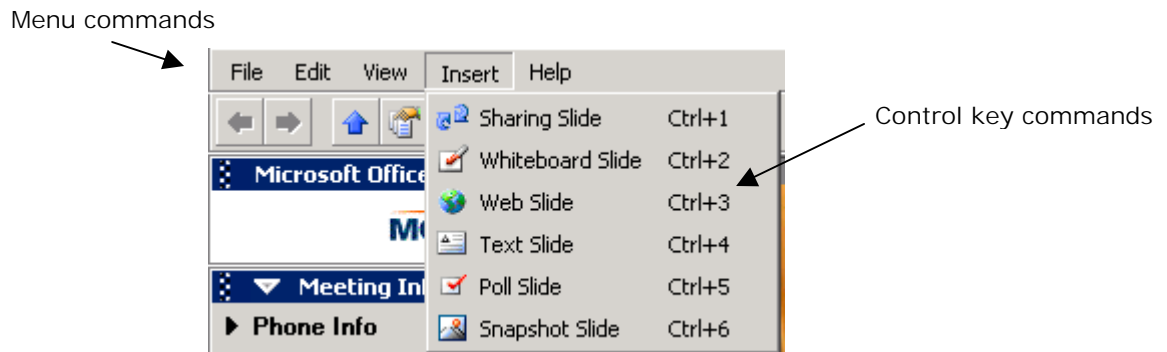 Menu commands
File Edit View Insert Help
Sharing Slide Ctrl+1
Control key commands
Whiteboard Slide Ctrl+2
Microsoft Office
Web Slide Ctrl+3
Text Slide Ctrl+4
Meeting
Poll Slide Ctrl+5
Phone Info
Snapshot Slide Ctrl+6